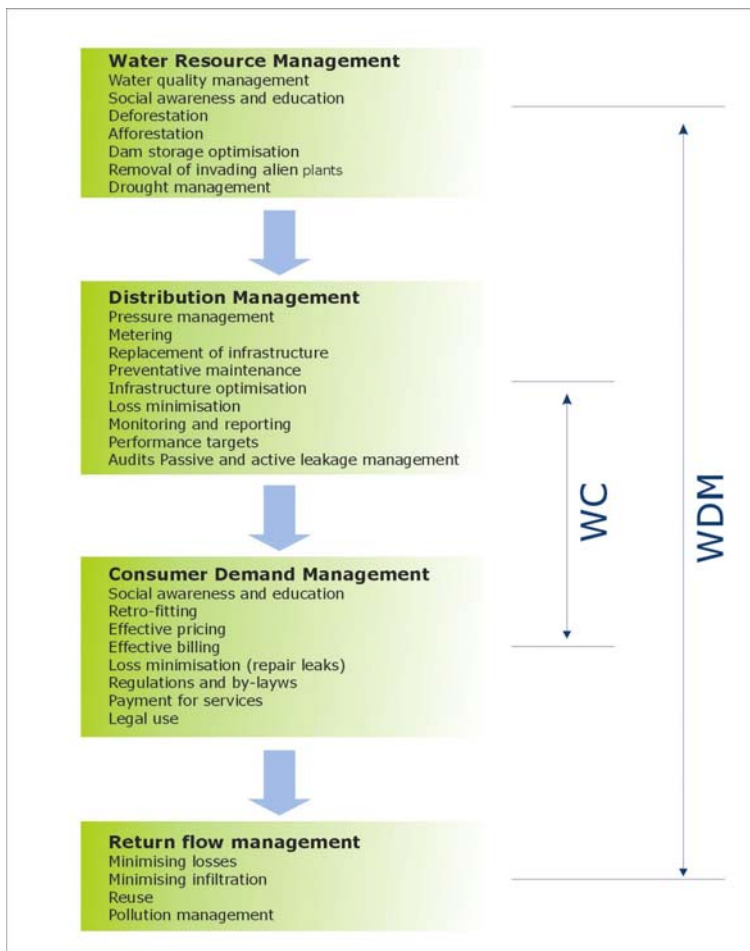 Water Resource Management
Water quality management
Social awareness and education
Deforestation
Afforestation
Dam storage optimisation
Removal of invading alien plants
Drought management
Distribution Management
Pressure management
Metering
Replacement of infrastructure
Preventative maintenance
Infrastructure optimisation
Loss minimisation
Monitoring and reporting
Performance targets
Audits Passive and active leakage management
Consumer Demand Management
Social awareness and education
Retro-fitting
Effective pricing
Effective billing
Loss minimisation (repair leaks)
Regulations and by-layws
Payment for services
Legal use
Return flow management
Minimising losses
Minimising infiltration
Reuse
Pollution management
WC
WDM